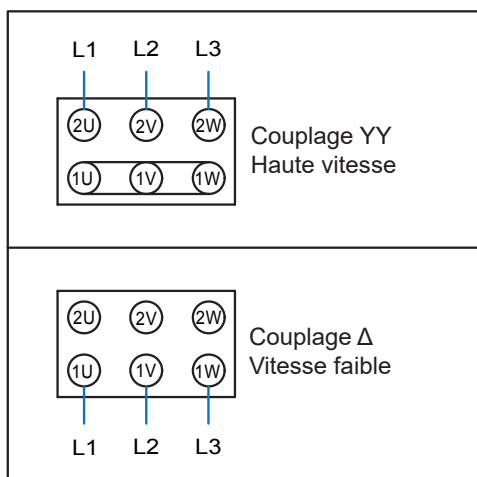 L1 L2 L3
2U 2V 2W
1U 1V 1W
Couplage YY
Haute vitesse
2U 2V 2W
1U 1V 1W
Couplage Δ
Vitesse faible
L1 L2 L3